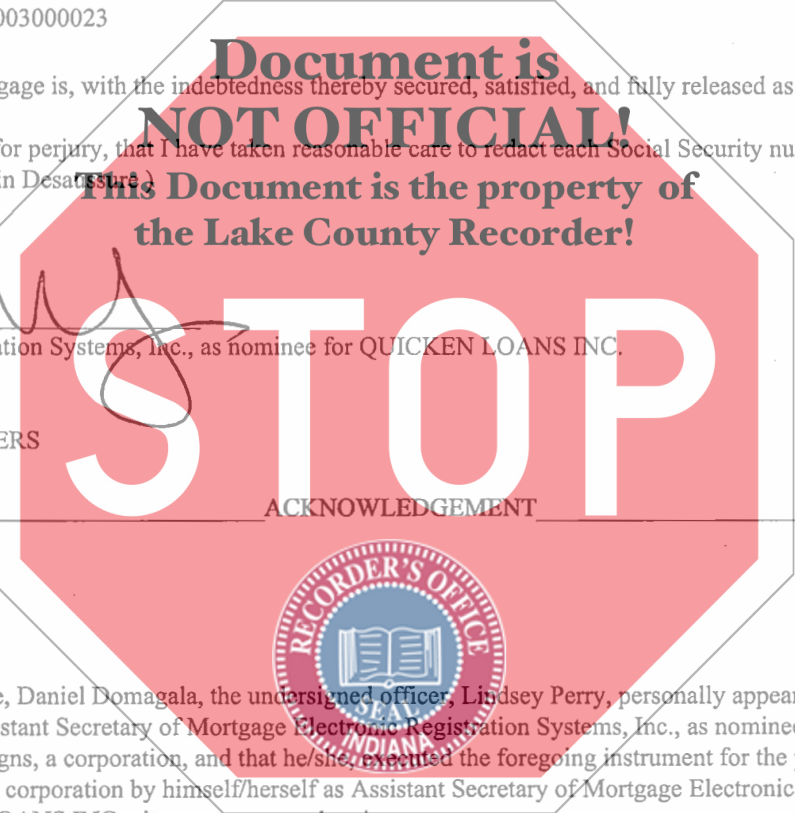 003000023
Document is
gage is, with the indebtedness thereby secured, satisfied, and fully released as
NOT OFFICIAL!
for perjury, that I have taken reasonable care to redact each Social Security nu
in Desaussure.)
This Document is the property of
the Lake County Recorder!
ation Systems, Inc., as nominee for QUICKEN LOANS INC.
STOP
ERS
ACKNOWLEDGEMENT
RECORDER'S OFFICE
SEAL
INDIANA
e, Daniel Domagala, the undersigned officer, Lindsey Perry, personally appear
istant Secretary of Mortgage Electronic Registration Systems, Inc., as nominee
igns, a corporation, and that he/she, executed the foregoing instrument for the p
corporation by himself/herself as Assistant Secretary of Mortgage Electronic